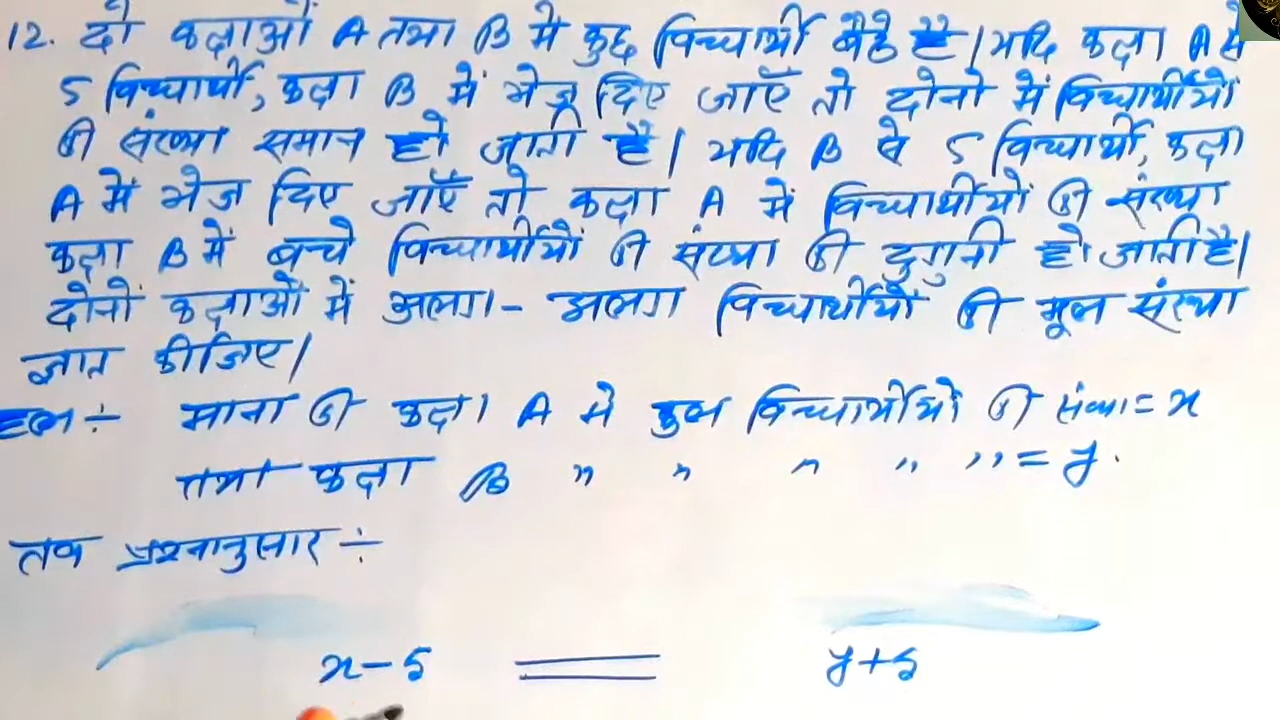 12. दो कक्षाओं A तथा B में कुछ विद्यार्थी बैठे है। यदि कक्षा A से
5 विद्यार्थी, कक्षा B में भेज दिए जाएँ तो दोनो में विद्यार्थीयों
की संख्या समान हो जाती है। यदि B से 5 विद्यार्थी, कक्षा
A में भेज दिए जाएँ तो कक्षा A में विद्यार्थीयों की संख्या
कक्षा B में बच्चे विद्यार्थीयों की संख्या की दुगुनी हो जाती है।
दोनों कक्षाओं में अलग - अलग विद्यार्थीयों की मूल संख्या
ज्ञात कीजिए।
हल ÷ माना की कक्षा A में कुल विद्यार्थीयों की संख्या = x
तथा कक्षा B " " " " " = y.
तब प्रश्नानुसार ÷
x - 5 = y + 5